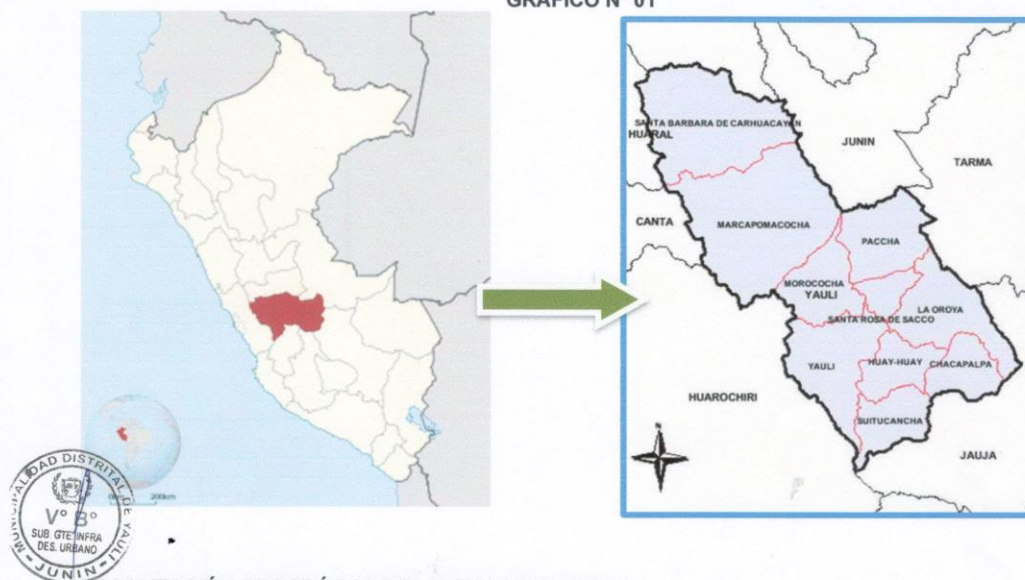 GRAFICO N° 01
SANTA BARBARA DE CARHUACAYAN
HUARAL
JUNIN
TARMA
CANTA
MARCAPOMACOCHA
PACCHA
MOROCOCHA
YAULI
LA OROYA
SANTA ROSA DE SACCO
YAULI
HUAY-HUAY
CHACAPALPA
HUAROCHIRI
SUITUCANCHA
JAUJA
N
200km
MUNICIPALIDAD DISTRITAL DE YAULI
V° B°
SUB GTE INFRA
DES. URBANO
JUNIN